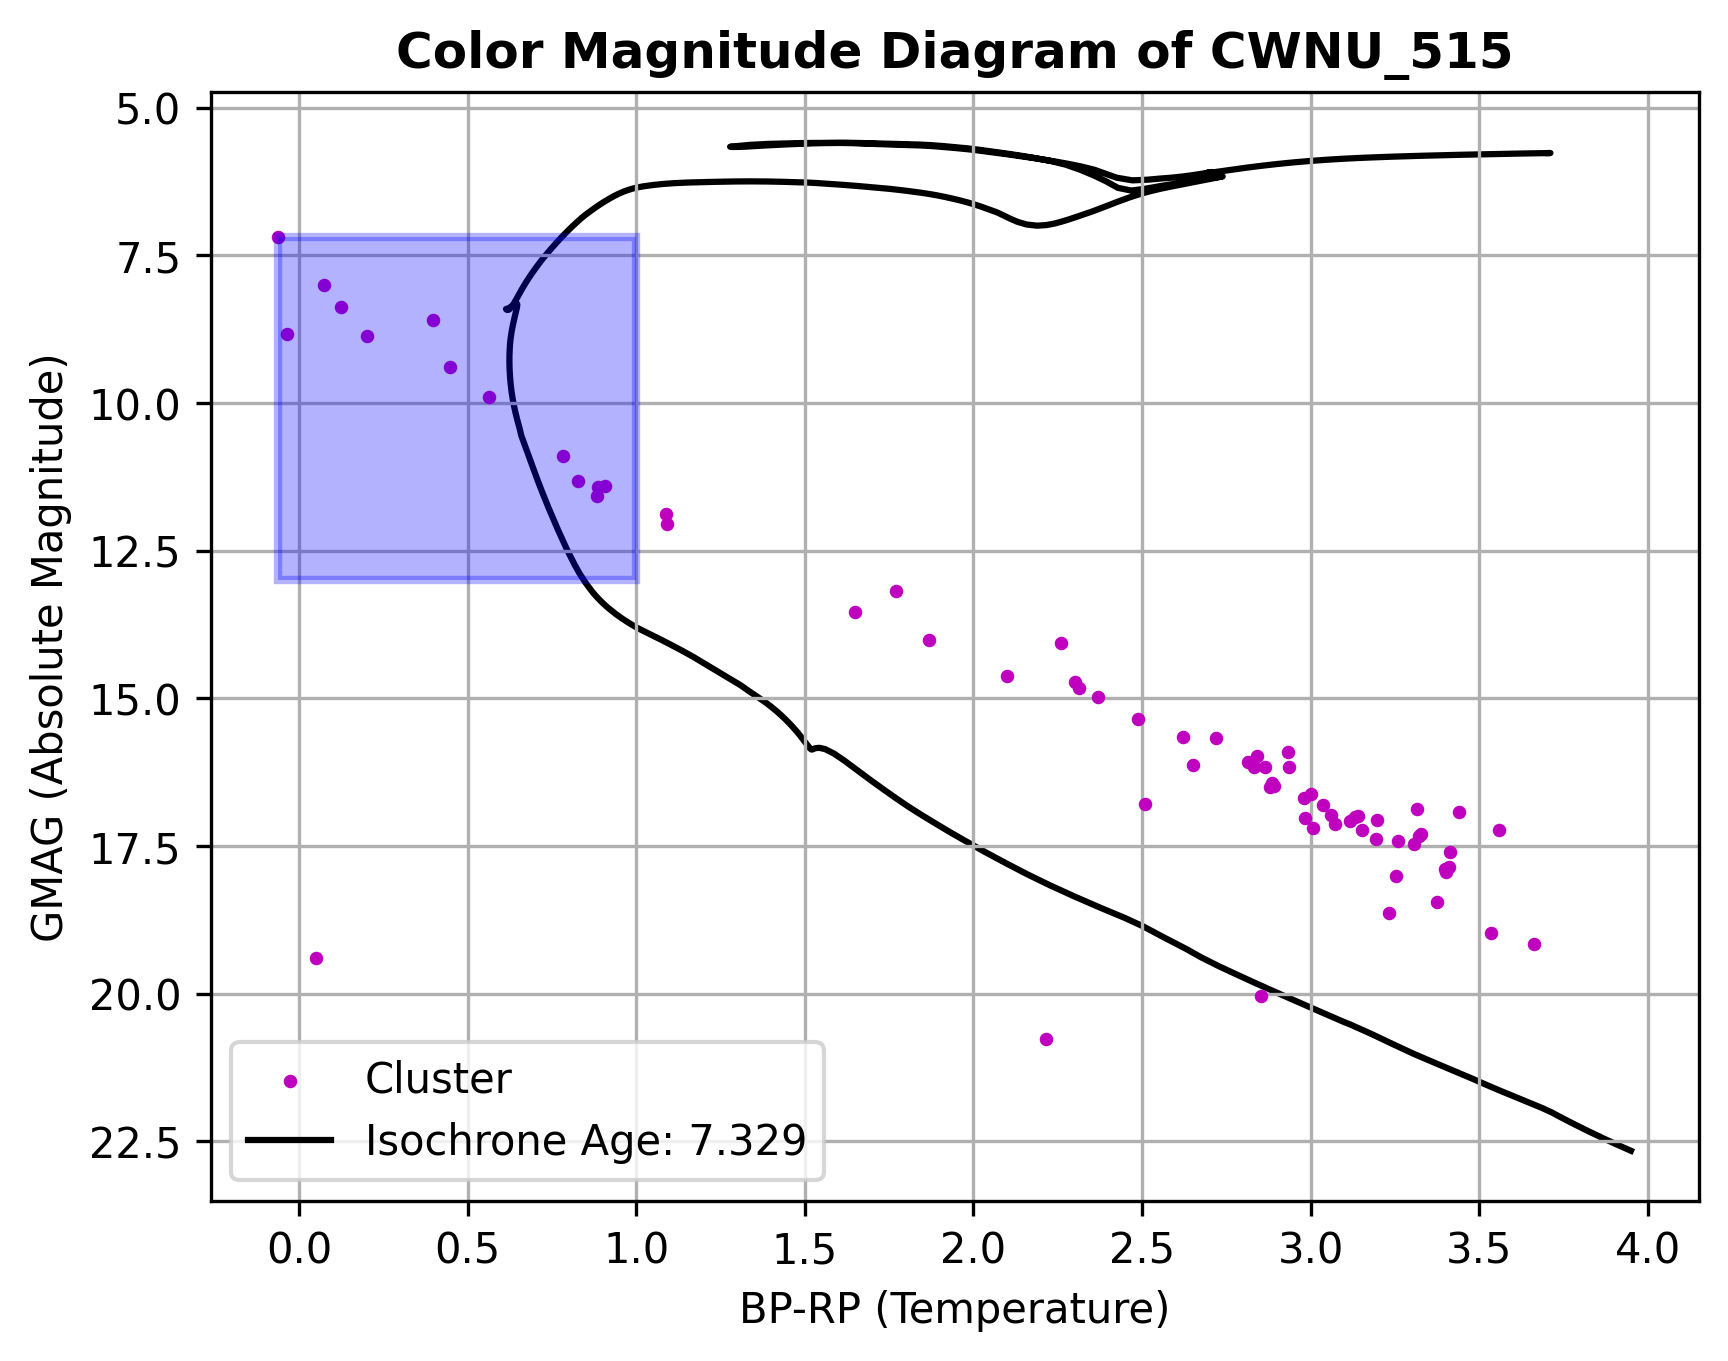 Color Magnitude Diagram of CWNU_515
GMAG (Absolute Magnitude)
5.0
7.5
10.0
12.5
15.0
17.5
20.0
22.5
Cluster
Isochrone Age: 7.329
0.0 0.5 1.0 1.5 2.0 2.5 3.0 3.5 4.0
BP-RP (Temperature)